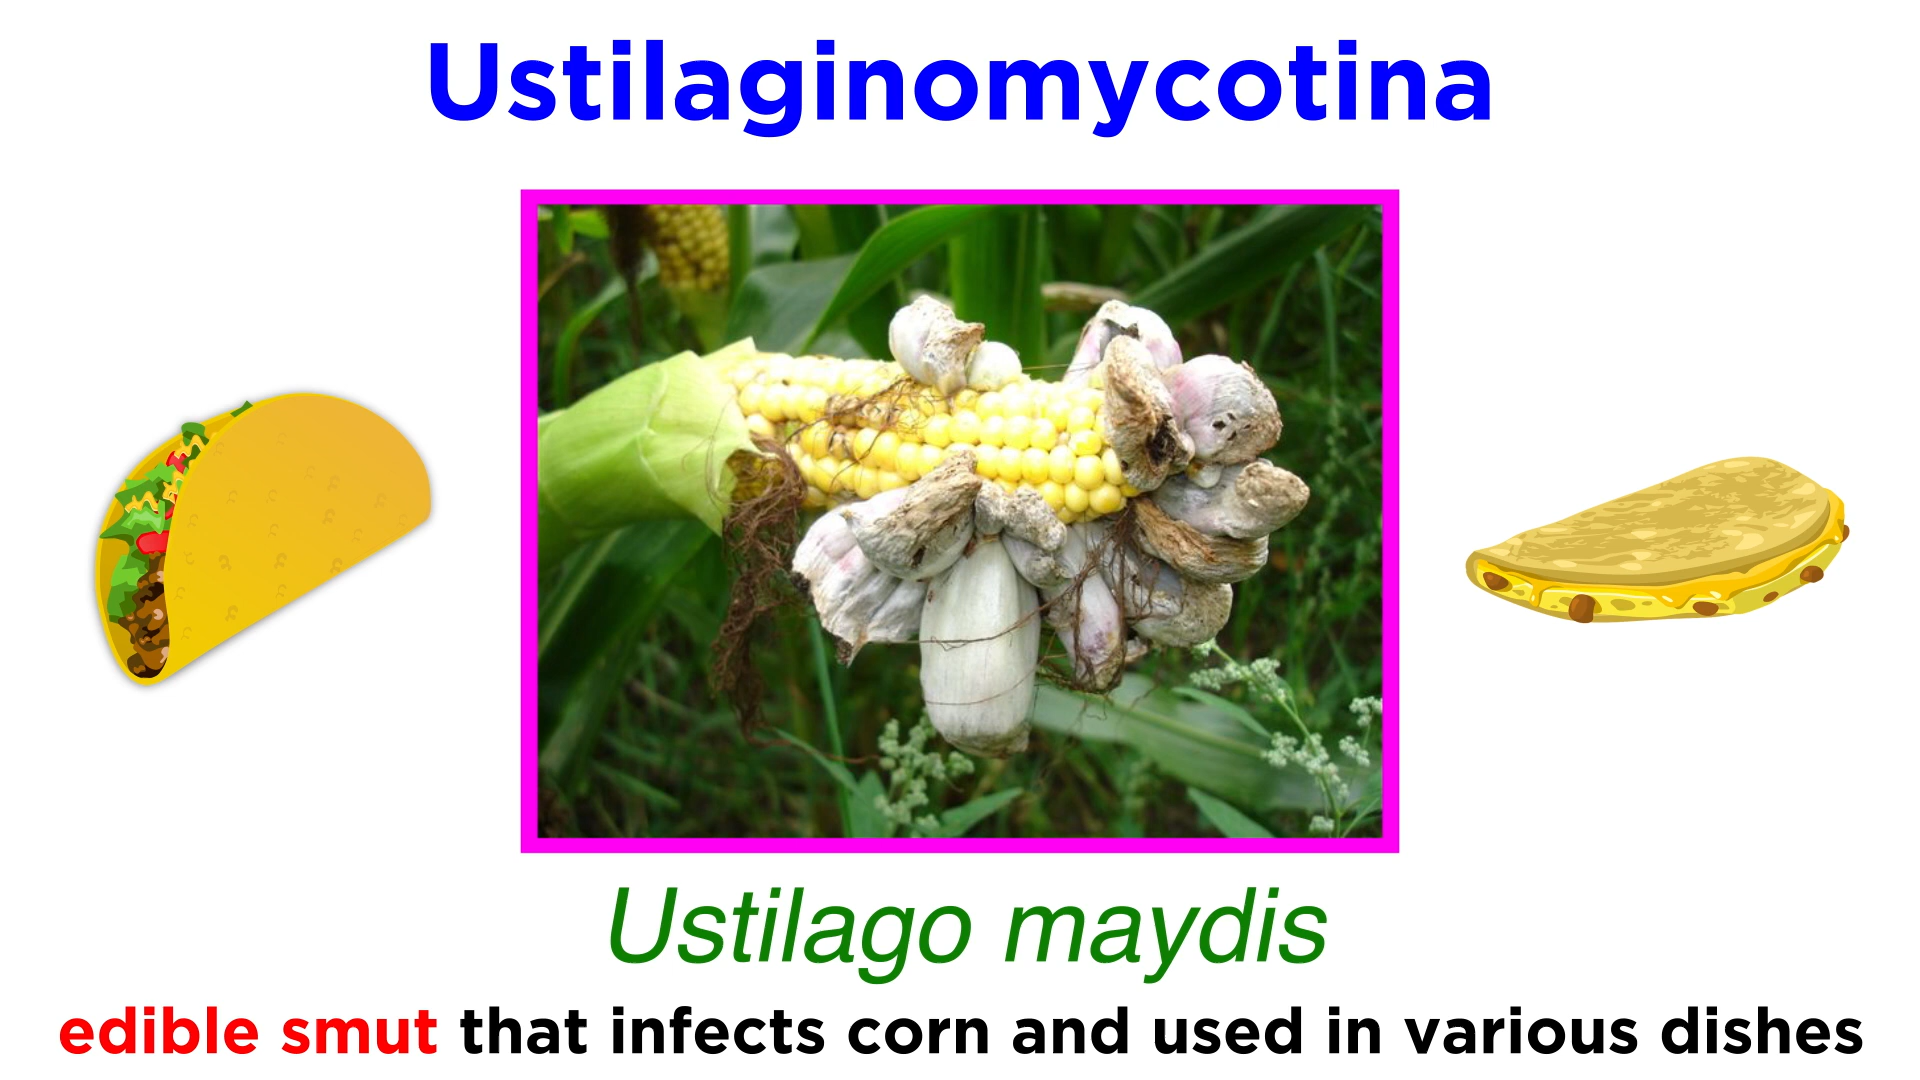 Ustilaginomycotina
Ustilago maydis
edible smut that infects corn and used in various dishes